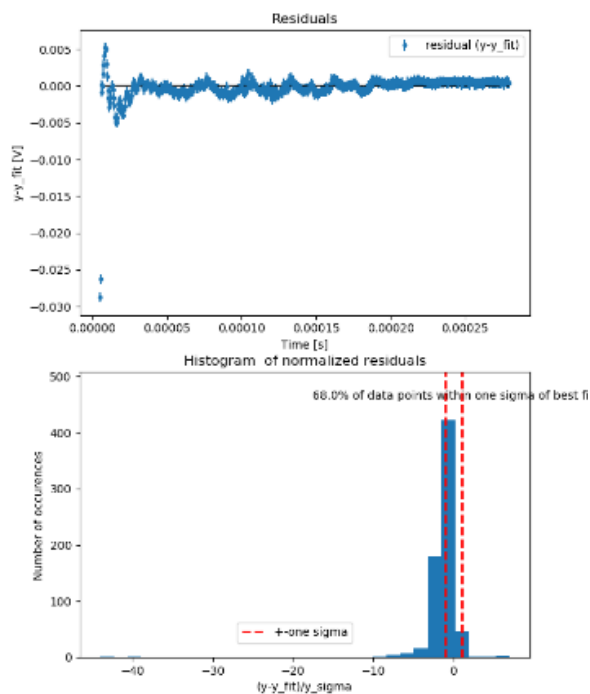 Residuals
residual (y-y_fit)
0.005
0.000
−0.005
−0.010
−0.015
−0.020
−0.025
−0.030
y-y_fit [V]
0.00000 0.00005 0.00010 0.00015 0.00020 0.00025
Time [s]
Histogram of normalized residuals
68.0% of data points within one sigma of best fi
500
400
300
200
100
0
Number of occurences
+-one sigma
−40 −30 −20 −10 0
(y-y_fit)/y_sigma